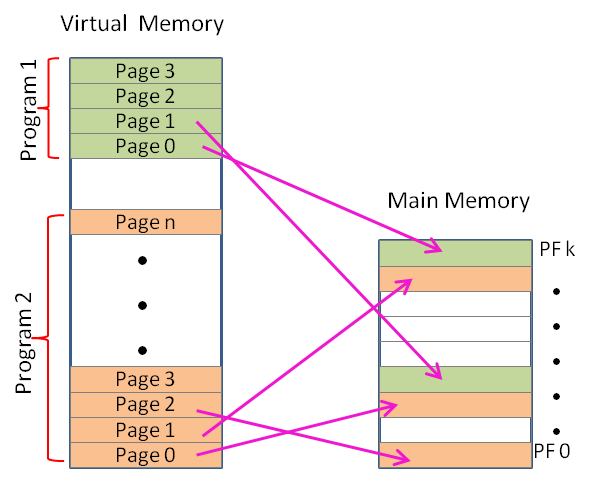 Virtual Memory
Program 1
Page 3
Page 2
Page 1
Page 0
Program 2
Page n
Page 3
Page 2
Page 1
Page 0
Main Memory
PF k
PF 0